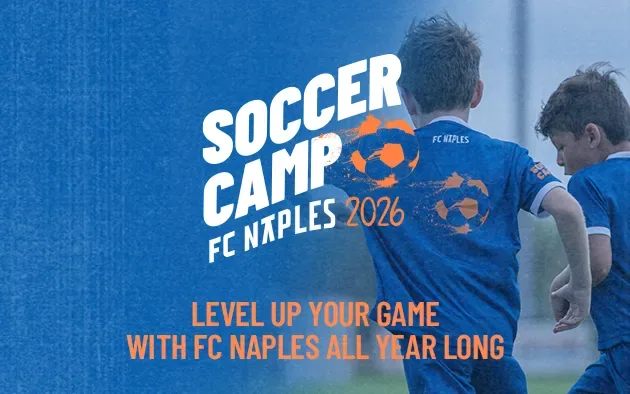 SOCCER
CAMP
FC NAPLES 2026
FC NAPLES
LEVEL UP YOUR GAME
WITH FC NAPLES ALL YEAR LONG